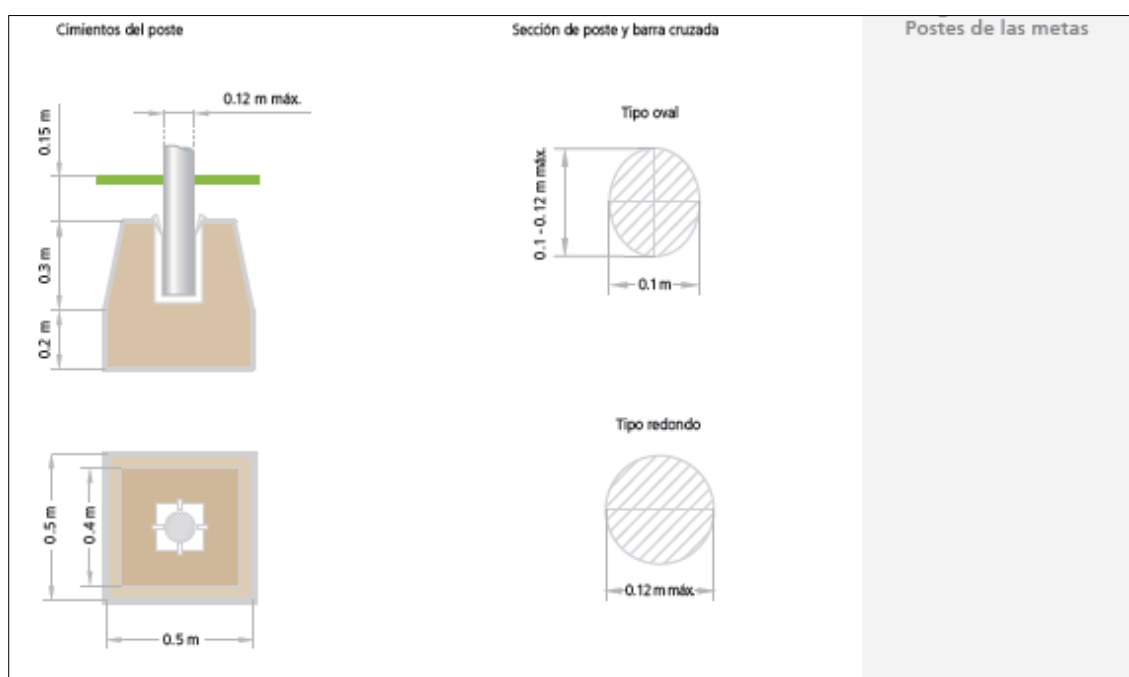 Postes de las metas
Cimientos del poste
Sección de poste y barra cruzada
0.12 m máx.
0.15 m
0.3 m
0.2 m
Tipo oval
0.1 - 0.12 m máx.
0.1 m
0.5 m
0.4 m
0.5 m
Tipo redondo
0.12 m máx.